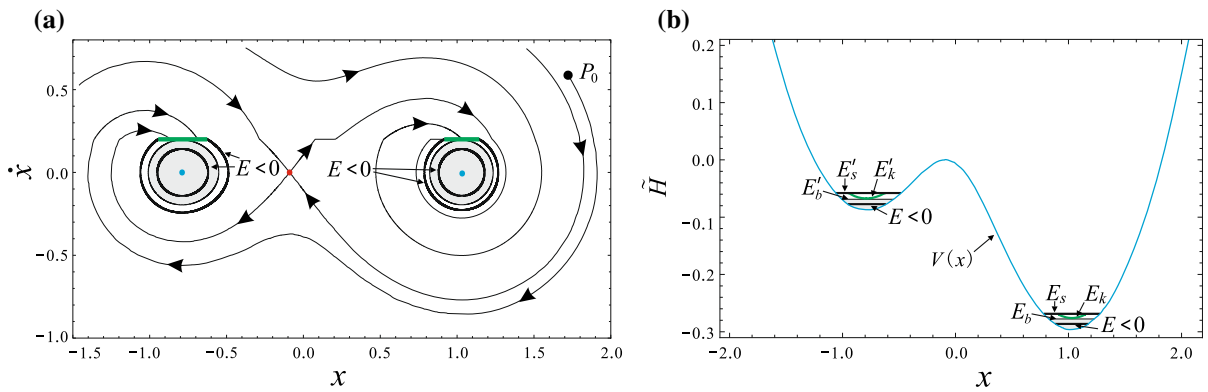 (a)
0.5
0.0
−0.5
−1.0
−1.5 −1.0 −0.5 0.0 0.5 1.0 1.5 2.0
ẋ
x
P₀
E<0
E<0
(b)
0.2
0.1
0.0
−0.1
−0.2
−0.3
−2.0 −1.0 0.0 1.0 2.0
H̃
x
E′ₛ E′ₖ
E′_b
E<0
V(x)
Eₛ Eₖ
E_b
E<0